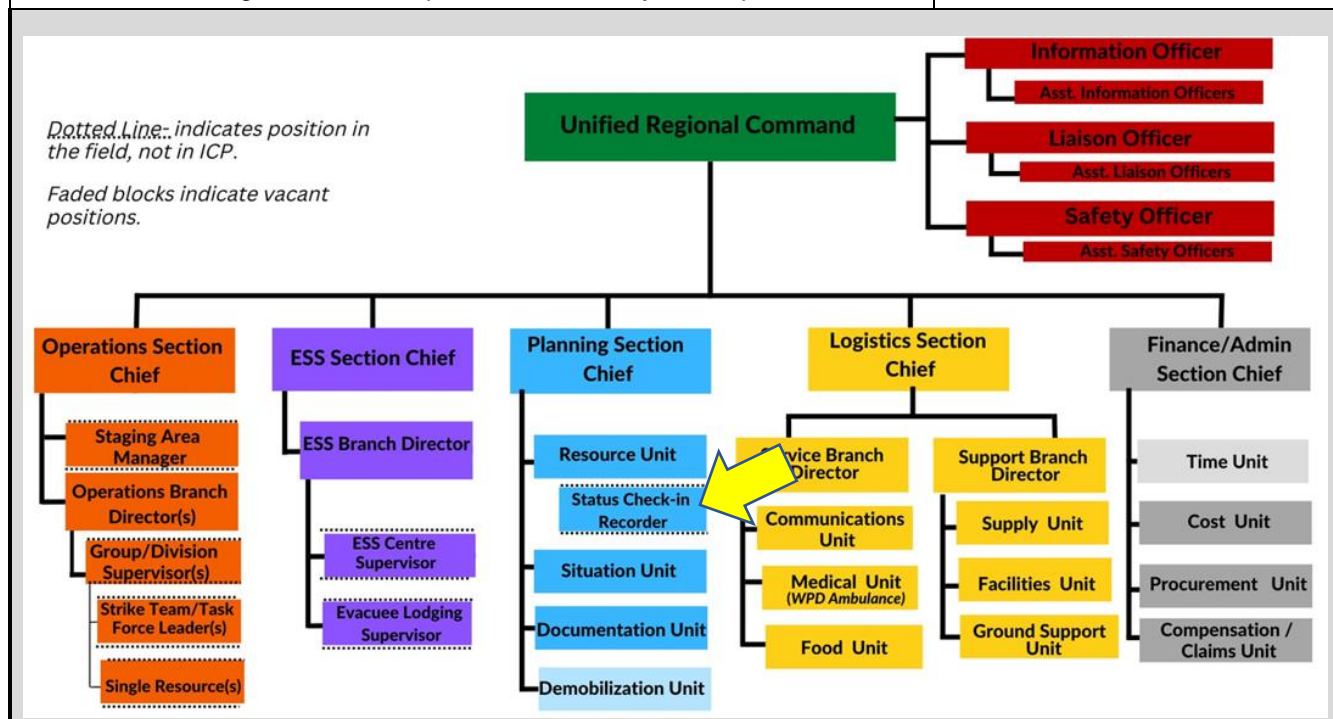 Information Officer
Asst. Information Officers
Unified Regional Command
Dotted Line- indicates position in
the field, not in ICP.
Liaison Officer
Asst. Liaison Officers
Faded blocks indicate vacant
positions.
Safety Officer
Asst. Safety Officers
Operations Section
Chief
Staging Area
Manager
Operations Branch
Director(s)
Group/Division
Supervisor(s)
Strike Team/Task
Force Leader(s)
Single Resource(s)
ESS Section Chief
ESS Branch Director
ESS Centre
Supervisor
Evacuee Lodging
Supervisor
Planning Section
Chief
Resource Unit
Status Check-in
Recorder
Situation Unit
Documentation Unit
Demobilization Unit
Logistics Section
Chief
Branch
Director
Communications
Unit
Medical Unit
(WPD Ambulance)
Food Unit
Support Branch
Director
Supply Unit
Facilities Unit
Ground Support
Unit
Finance/Admin
Section Chief
Time Unit
Cost Unit
Procurement Unit
Compensation /
Claims Unit